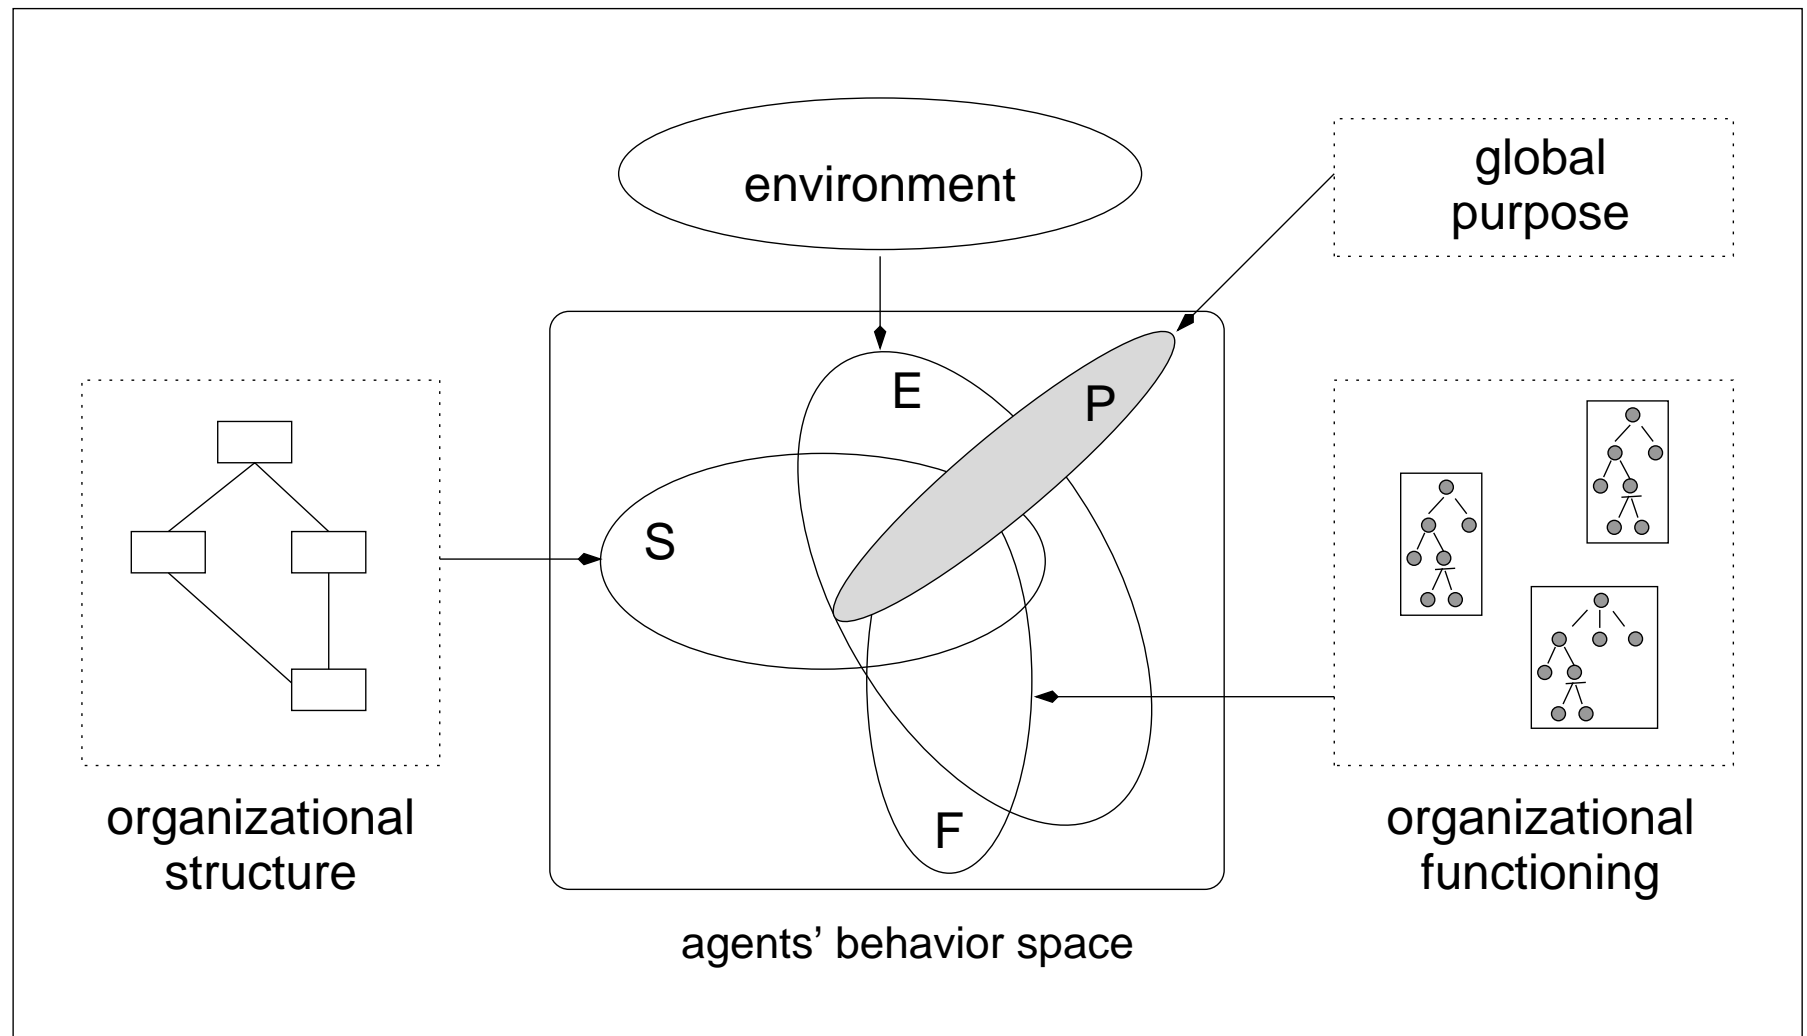 environment
global
purpose
E
P
S
F
organizational
structure
organizational
functioning
agents’ behavior space